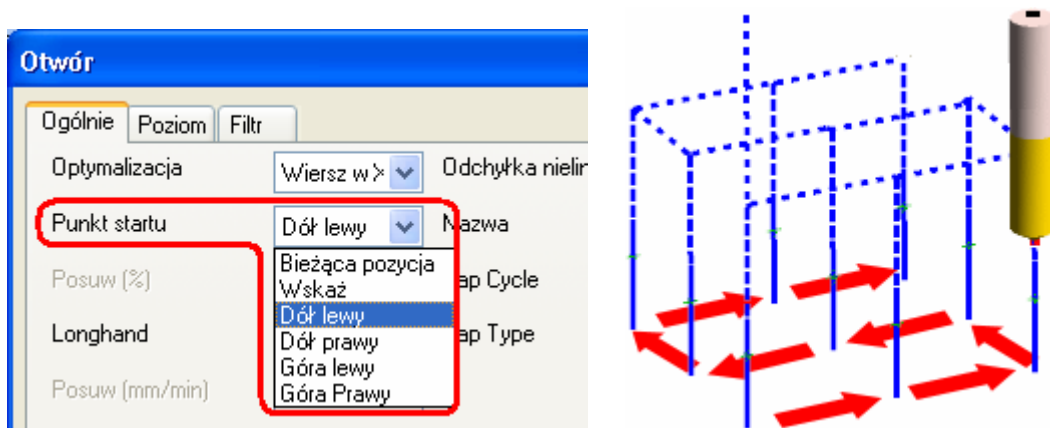 Otwór
Ogólnie Poziom Filtr
Optymalizacja Wiersz w Odchyłka nielin
Punkt startu Dół lewy Nazwa
Bieżąca pozycja
Posuw (%) Wskaż ap Cycle
Dół lewy
Longhand Dół prawy ap Type
Góra lewy
Posuw (mm/min) Góra Prawy